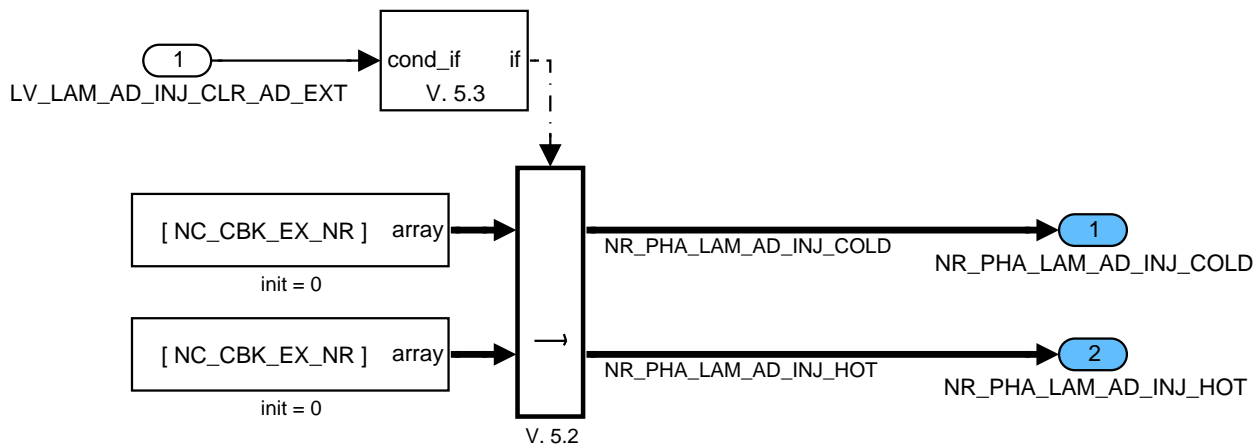 1
cond_if if
V. 5.3
LV_LAM_AD_INJ_CLR_AD_EXT
[ NC_CBK_EX_NR ] array
init = 0
1
NR_PHA_LAM_AD_INJ_COLD
NR_PHA_LAM_AD_INJ_COLD
[ NC_CBK_EX_NR ] array
init = 0
2
NR_PHA_LAM_AD_INJ_HOT
NR_PHA_LAM_AD_INJ_HOT
V. 5.2